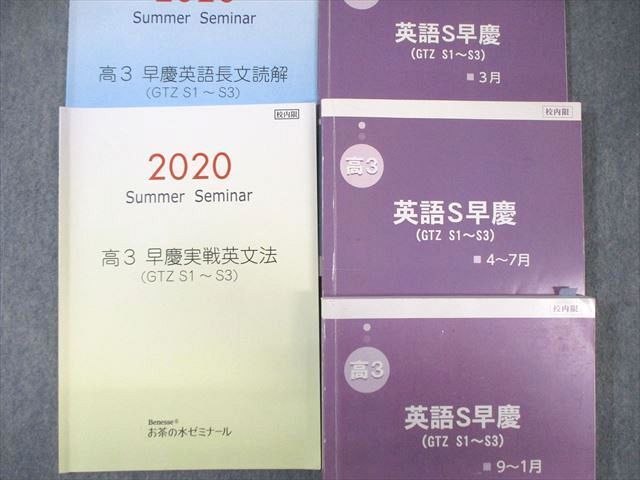 2020
Summer Seminar
高3 早慶英語長文読解
(GTZ S1～S3)
英語S早慶
(GTZ S1～S3)
■3月
校内限
2020
Summer Seminar
高3 早慶実戦英文法
(GTZ S1～S3)
Benesse®
お茶の水ゼミナール
校内限
高3
英語S早慶
(GTZ S1～S3)
■4～7月
校内限
高3
英語S早慶
(GTZ S1～S3)
■9～1月